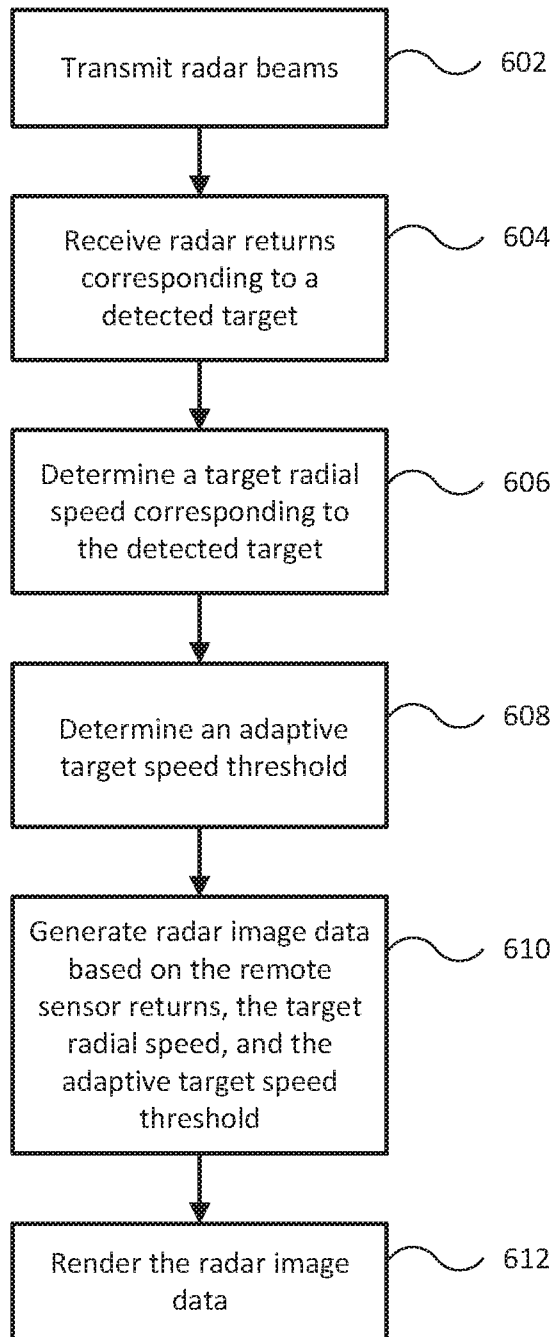 Transmit radar beams
602
Receive radar returns
corresponding to a
detected target
604
Determine a target radial
speed corresponding to
the detected target
606
Determine an adaptive
target speed threshold
608
Generate radar image data
based on the remote
sensor returns, the target
radial speed, and the
adaptive target speed
threshold
610
Render the radar image
data
612